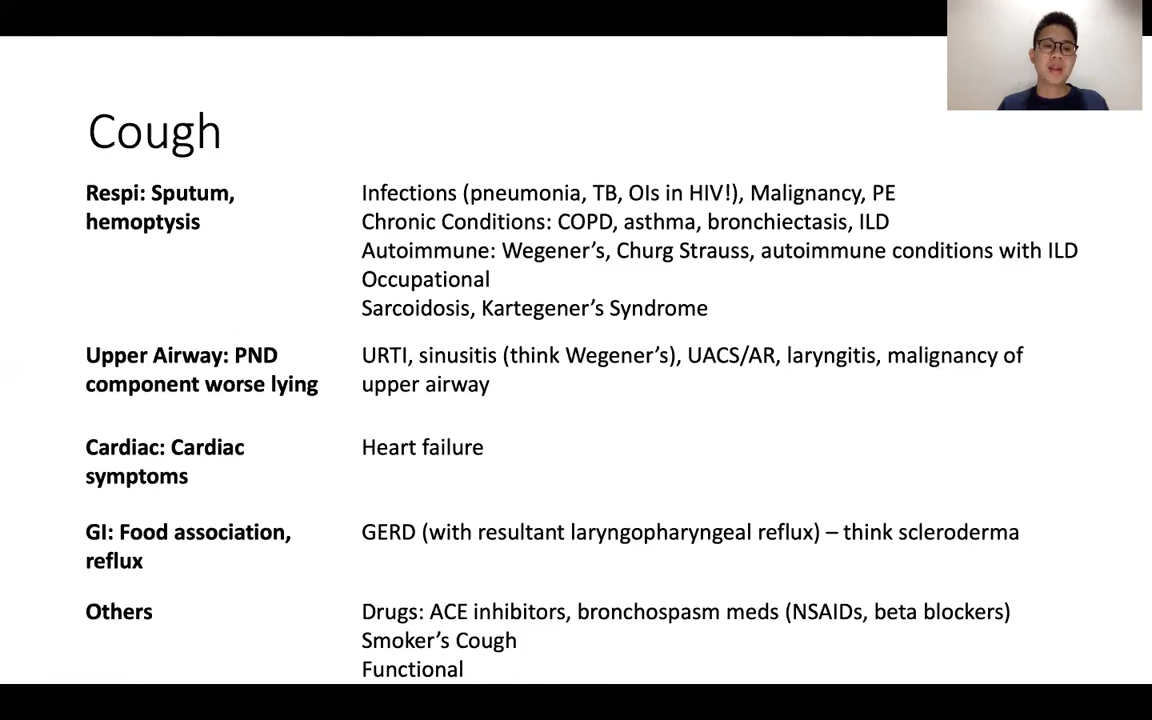 Cough
Respi: Sputum,
hemoptysis
Infections (pneumonia, TB, OIs in HIV!), Malignancy, PE
Chronic Conditions: COPD, asthma, bronchiectasis, ILD
Autoimmune: Wegener’s, Churg Strauss, autoimmune conditions with ILD
Occupational
Sarcoidosis, Kartegener’s Syndrome
Upper Airway: PND
component worse lying
URTI, sinusitis (think Wegener’s), UACS/AR, laryngitis, malignancy of
upper airway
Cardiac: Cardiac
symptoms
Heart failure
GI: Food association,
reflux
GERD (with resultant laryngopharyngeal reflux) – think scleroderma
Others
Drugs: ACE inhibitors, bronchospasm meds (NSAIDs, beta blockers)
Smoker’s Cough
Functional